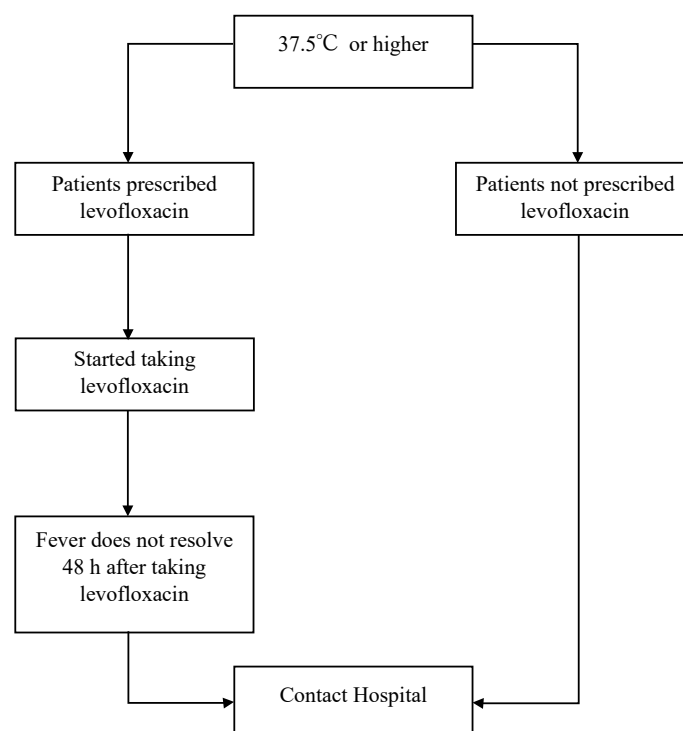 37.5℃ or higher
Patients prescribed
levofloxacin
Patients not prescribed
levofloxacin
Started taking
levofloxacin
Fever does not resolve
48 h after taking
levofloxacin
Contact Hospital